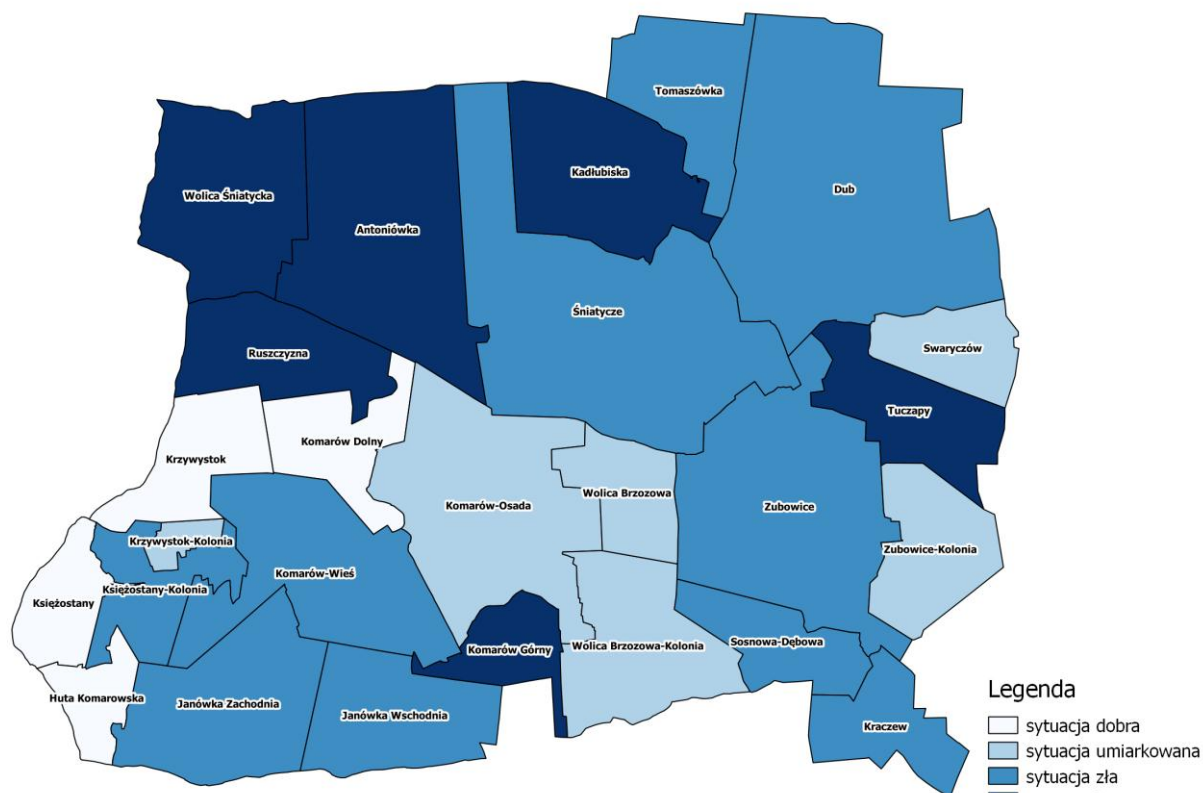 Tomaszówka
Kadłubiska
Dub
Wolica Śniatycka
Antoniówka
Śniatycze
Swaryczów
Ruszczyzna
Tuczapy
Komarów Dolny
Krzywystok
Komarów-Osada
Wolica Brzozowa
Zubowice
Krzywystok-Kolonia
Zubowice-Kolonia
Komarów-Wieś
Księżostany-Kolonia
Księżostany
Sosnowa-Dębowa
Komarów Górny
Wolica Brzozowa-Kolonia
Huta Komarowska
Janówka Zachodnia
Janówka Wschodnia
Kraczew
Legenda
sytuacja dobra
sytuacja umiarkowana
sytuacja zła